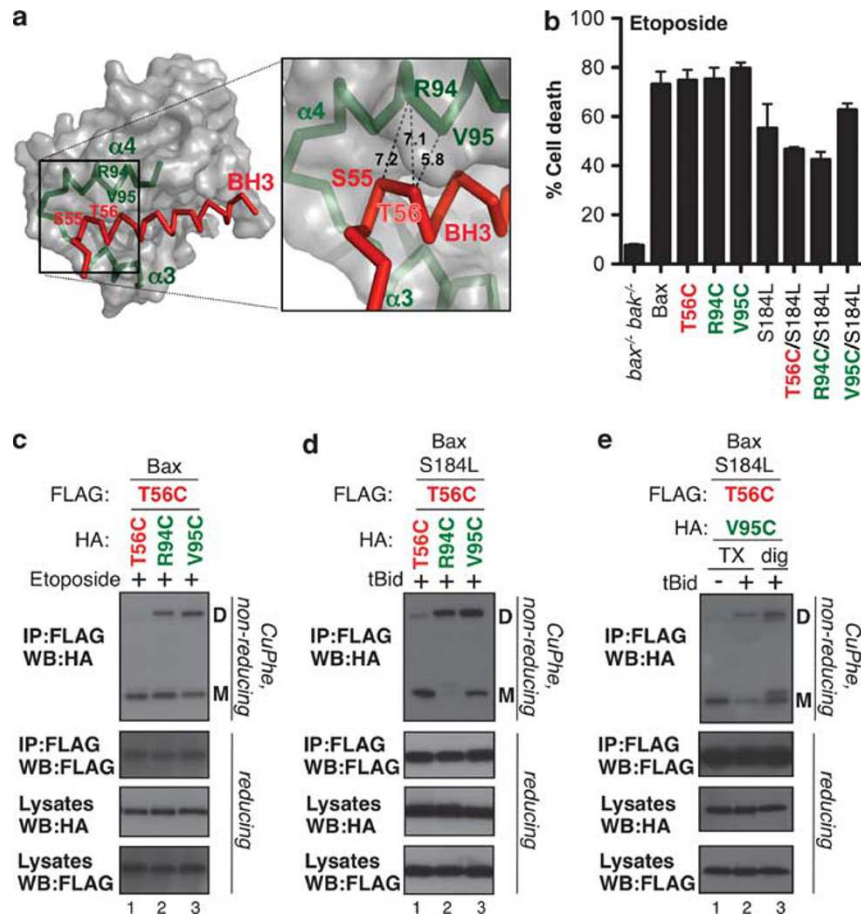 a
α4
R94
V95
S55
T56
BH3
α3
α4
R94
V95
7.2
7.1
5.8
S55
T56
BH3
α3
b
Etoposide
% Cell death
100
80
60
40
20
0
bax-/- bak-/-
Bax
T56C
R94C
V95C
S184L
T56C/S184L
R94C/S184L
V95C/S184L
c
Bax
FLAG: T56C
HA: T56C R94C V95C
Etoposide + + +
IP:FLAG
WB:HA
D
M
CuPhe,
non-reducing
IP:FLAG
WB:FLAG
Lysates
WB:HA
Lysates
WB:FLAG
reducing
1 2 3
d
Bax
S184L
FLAG: T56C
HA: T56C R94C V95C
tBid + + +
IP:FLAG
WB:HA
D
M
CuPhe,
non-reducing
IP:FLAG
WB:FLAG
Lysates
WB:HA
Lysates
WB:FLAG
reducing
1 2 3
e
Bax
S184L
FLAG: T56C
HA: V95C
TX dig
tBid - + +
IP:FLAG
WB:HA
D
M
CuPhe,
non-reducing
IP:FLAG
WB:FLAG
Lysates
WB:HA
Lysates
WB:FLAG
reducing
1 2 3